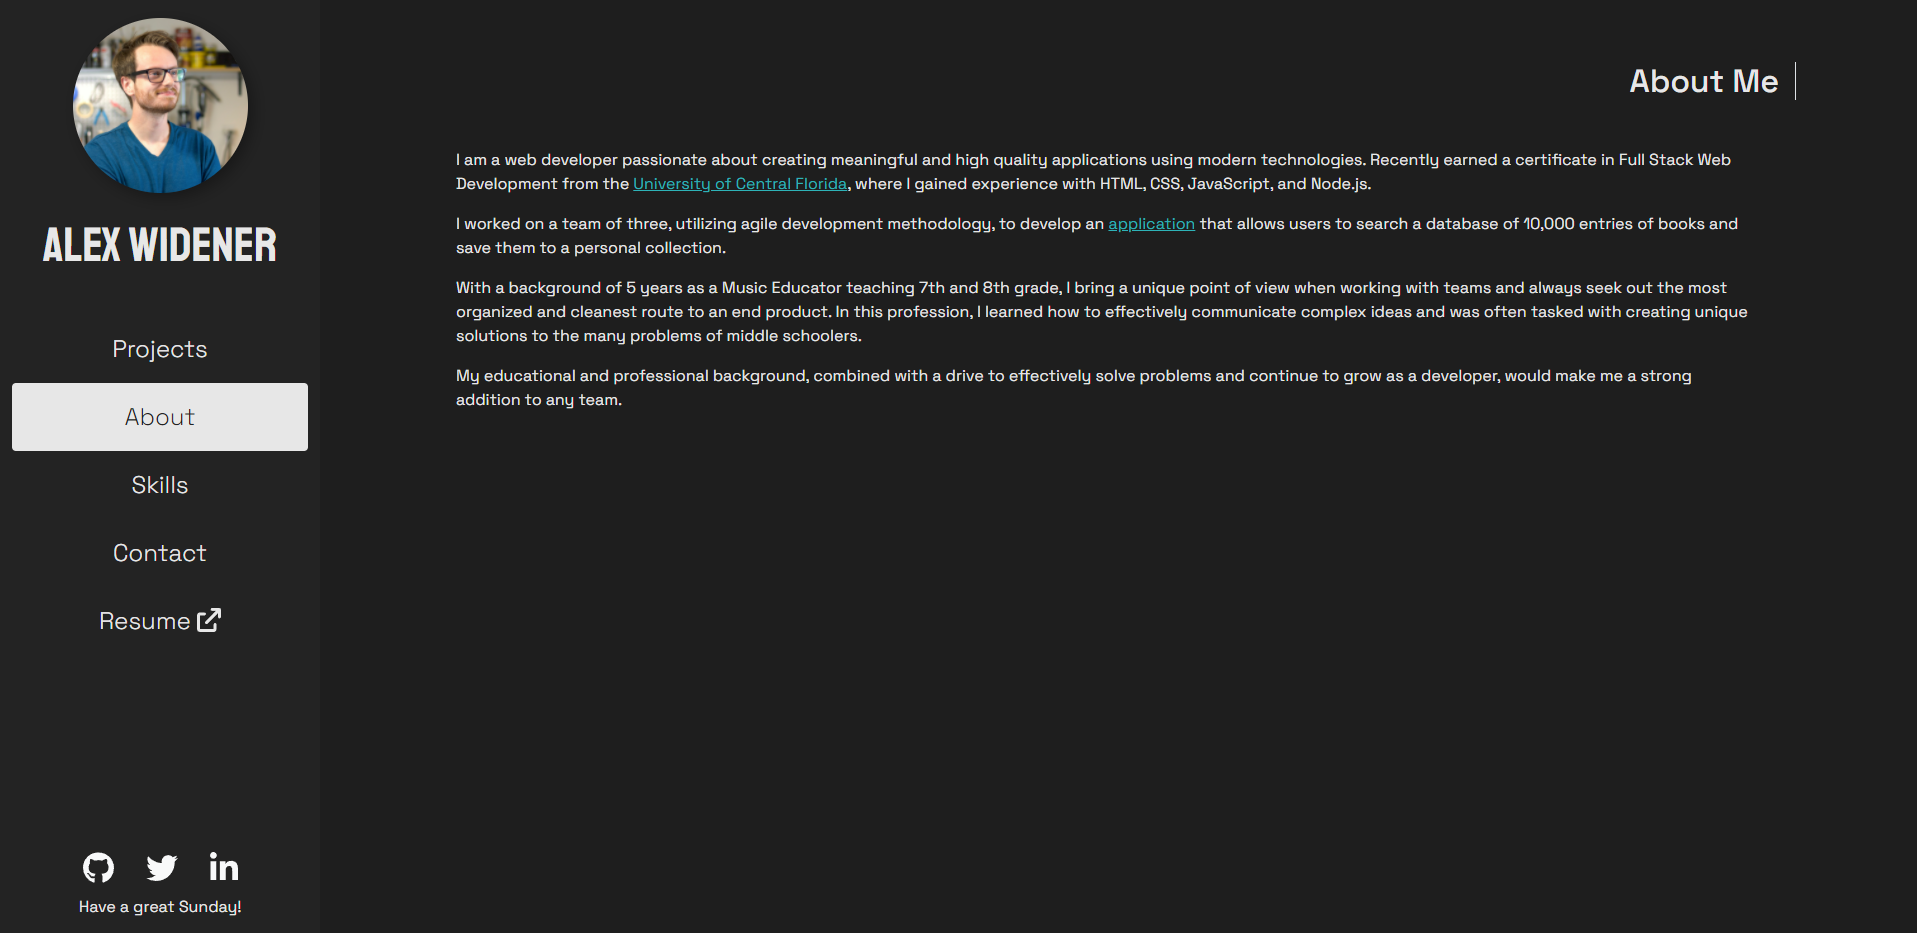 ALEX WIDENER
Projects
About
Skills
Contact
Resume
in
Have a great Sunday!
About Me
I am a web developer passionate about creating meaningful and high quality applications using modern technologies. Recently earned a certificate in Full Stack Web
Development from the University of Central Florida, where I gained experience with HTML, CSS, JavaScript, and Node.js.
I worked on a team of three, utilizing agile development methodology, to develop an application that allows users to search a database of 10,000 entries of books and
save them to a personal collection.
With a background of 5 years as a Music Educator teaching 7th and 8th grade, I bring a unique point of view when working with teams and always seek out the most
organized and cleanest route to an end product. In this profession, I learned how to effectively communicate complex ideas and was often tasked with creating unique
solutions to the many problems of middle schoolers.
My educational and professional background, combined with a drive to effectively solve problems and continue to grow as a developer, would make me a strong
addition to any team.